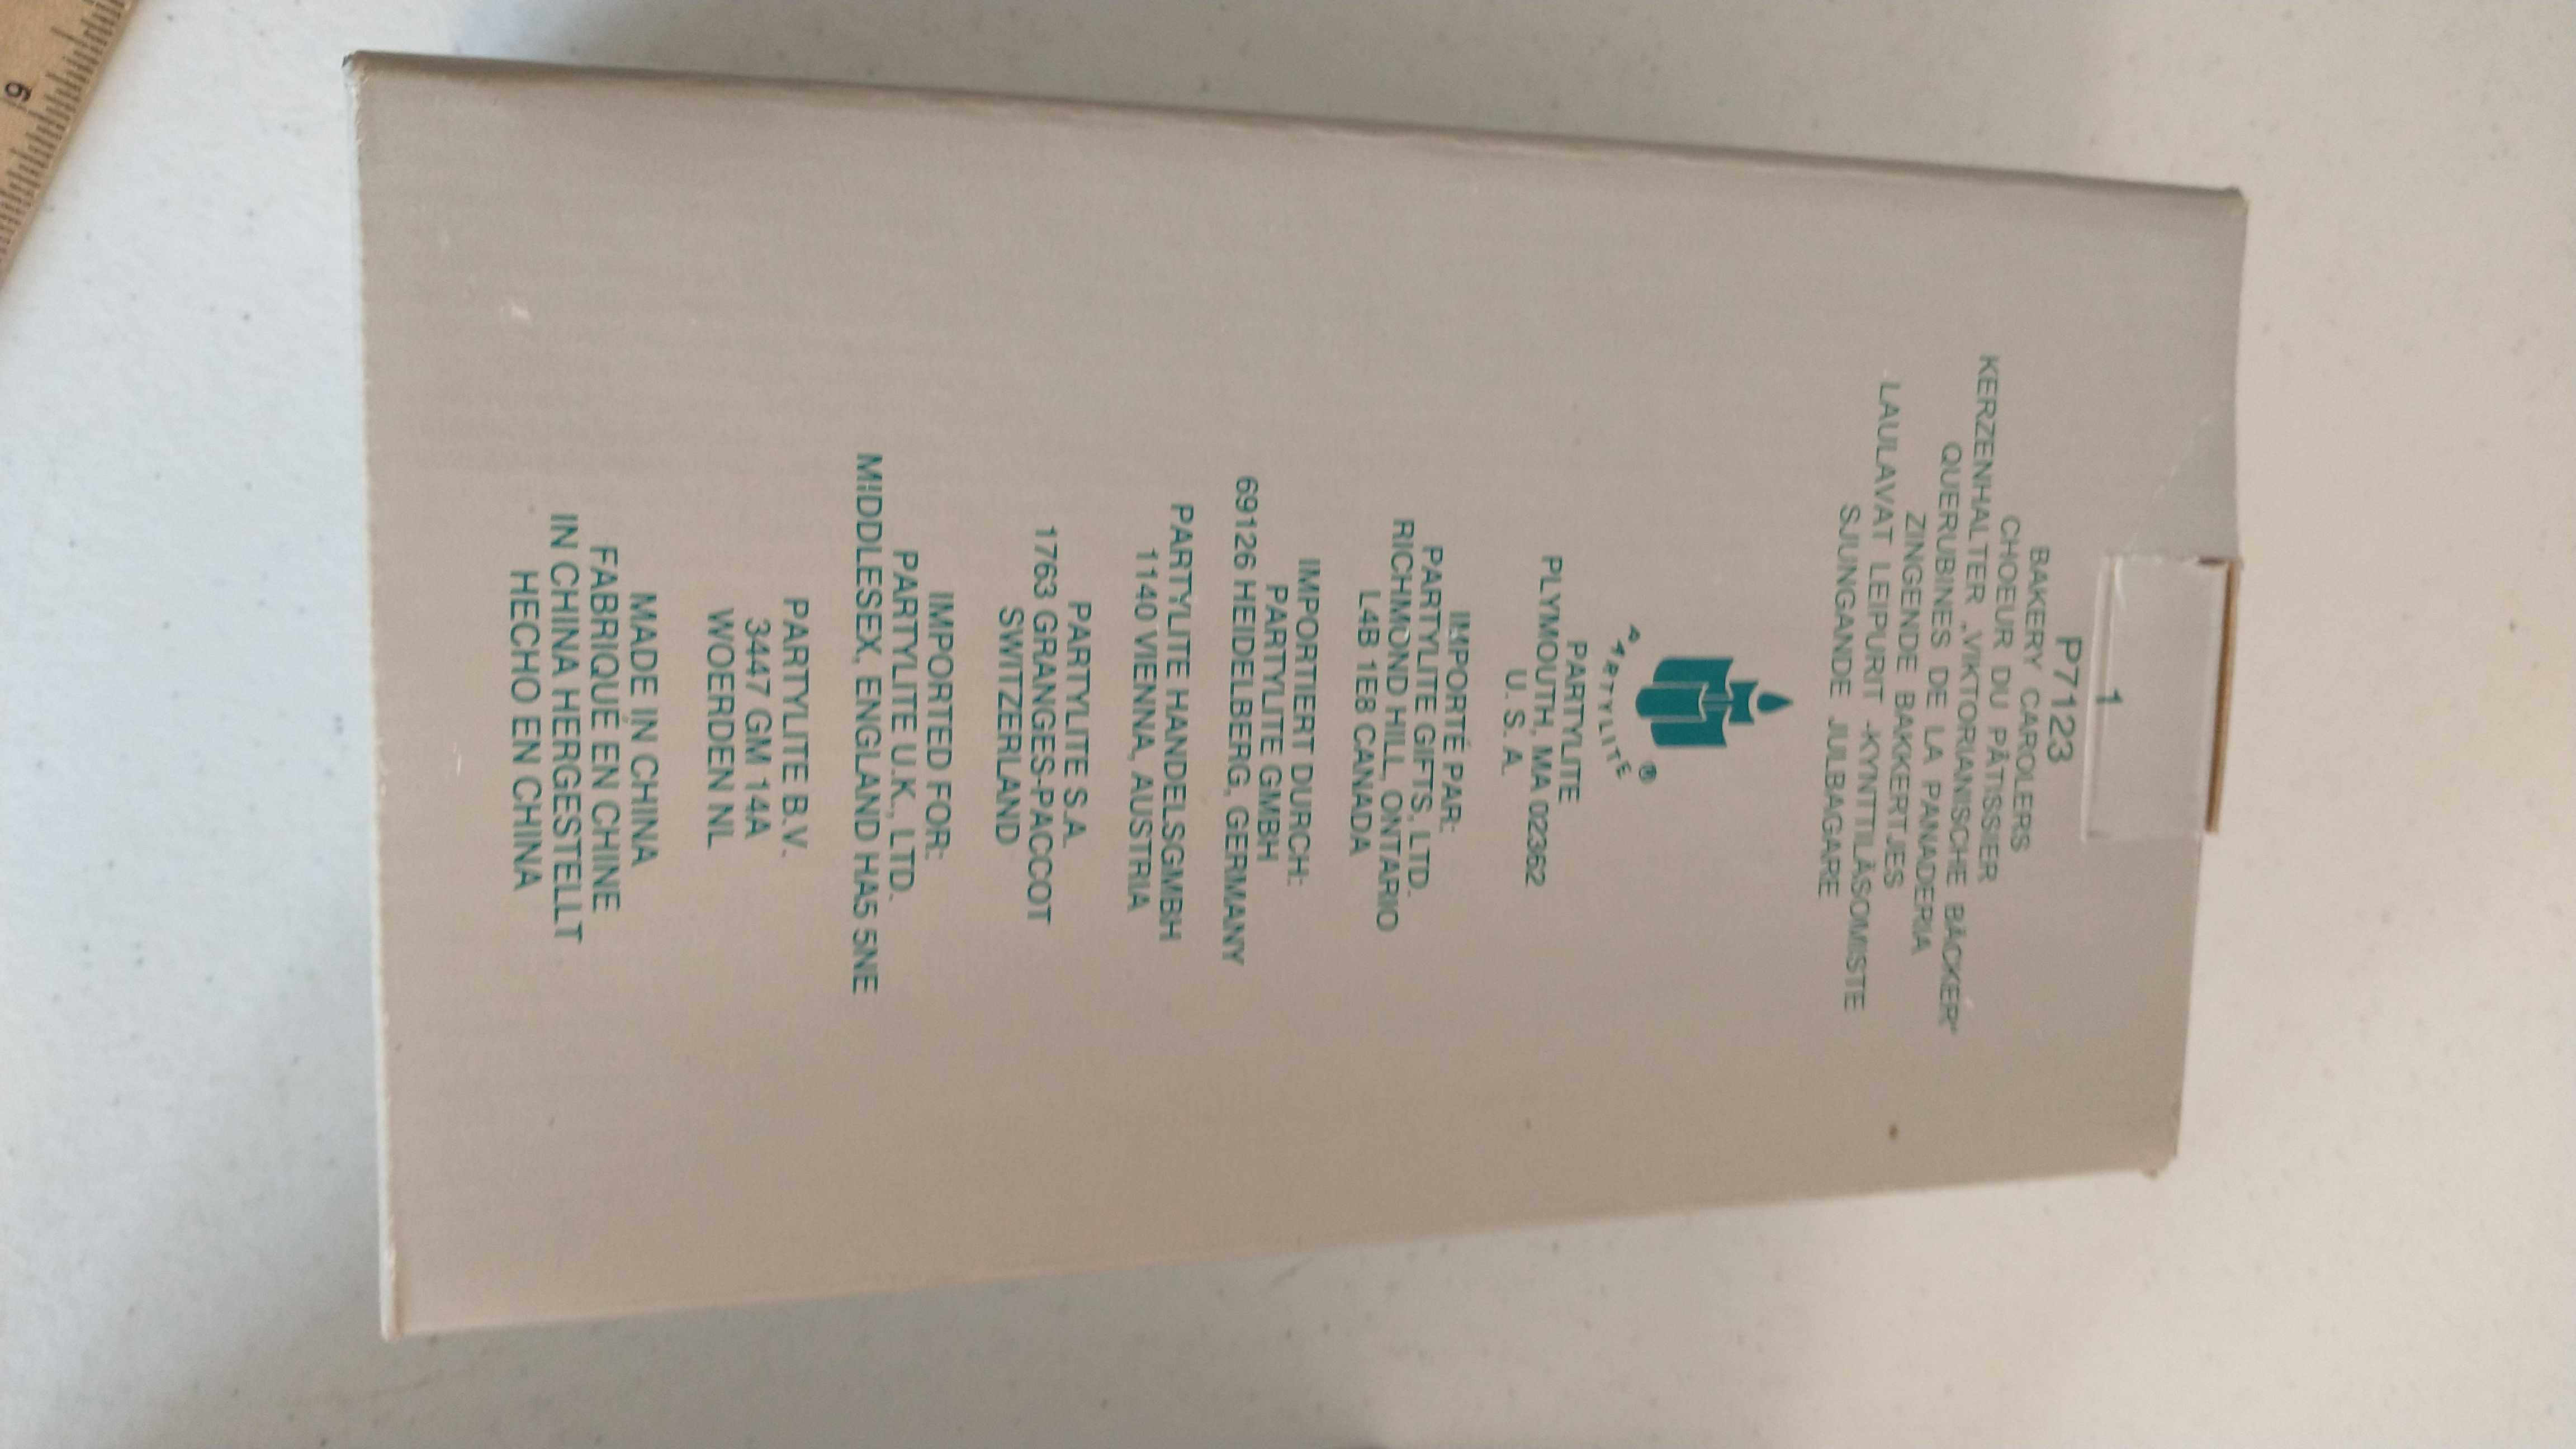 1
P7123
BAKERY CAROLERS
CHOEUR DU PÂTISSIER
KERZENHALTER „VIKTORIANISCHE BÄCKER"
QUERUBINES DE LA PANADERIA
ZINGENDE BAKKERTJES
LAULAVAT LEIPURIT -KYNTTILÄSOMISTE
SJUNGANDE JULBAGARE
PARTYLITE ®
PARTYLITE
PLYMOUTH, MA 02362
U. S. A.
IMPORTÉ PAR:
PARTYLITE GIFTS, LTD.
RICHMOND HILL, ONTARIO
L4B 1E8 CANADA
IMPORTIERT DURCH:
PARTYLITE GMBH
69126 HEIDELBERG, GERMANY
PARTYLITE HANDELSGMBH
1140 VIENNA, AUSTRIA
PARTYLITE S.A.
1763 GRANGES-PACCOT
SWITZERLAND
IMPORTED FOR:
PARTYLITE U.K., LTD.
MIDDLESEX, ENGLAND HA5 5NE
PARTYLITE B.V.
3447 GM 14A
WOERDEN NL
MADE IN CHINA
FABRIQUÉ EN CHINE
IN CHINA HERGESTELLT
HECHO EN CHINA